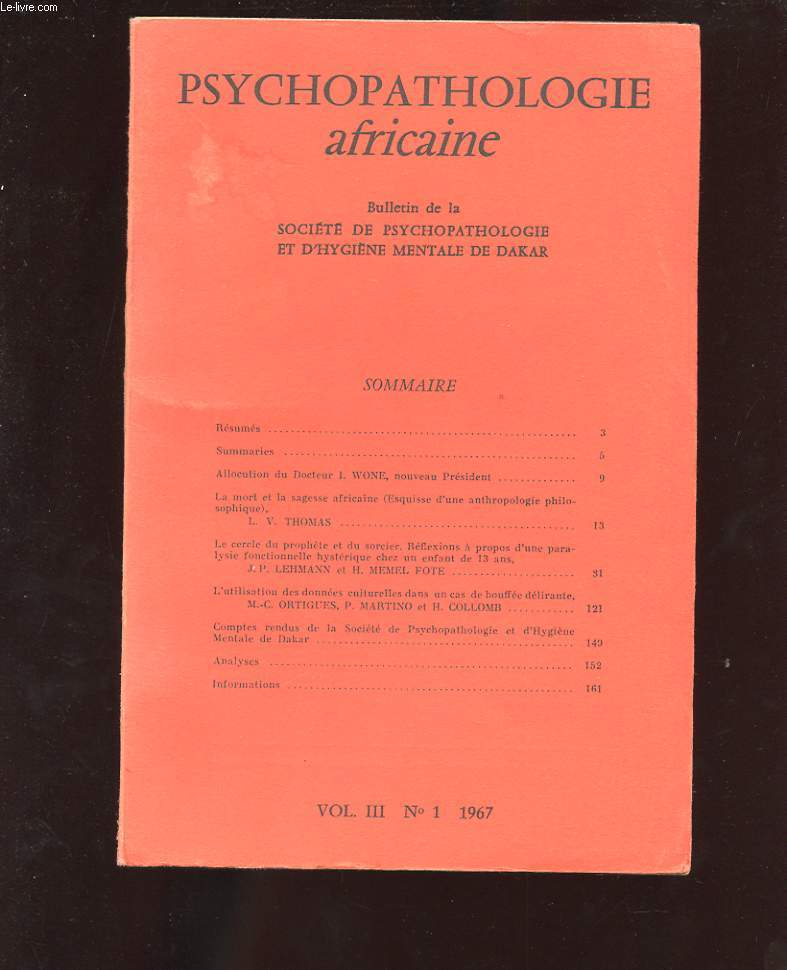 Le-livre.com
PSYCHOPATHOLOGIE
africaine
Bulletin de la
SOCIÉTÉ DE PSYCHOPATHOLOGIE
ET D'HYGIÈNE MENTALE DE DAKAR
SOMMAIRE
Résumés .......... 3
Summaries .......... 5
Allocution du Docteur I. WONE, nouveau Président .......... 9
La mort et la sagesse africaine (Esquisse d'une anthropologie philo-
sophique),
L. V. THOMAS .......... 13
Le cercle du prophète et du sorcier. Réflexions à propos d'une para-
lysie fonctionnelle hystérique chez un enfant de 13 ans,
J.P. LEHMANN et H. MEMEL FOTE .......... 31
L'utilisation des données culturelles dans un cas de bouffée délirante,
M.-C. ORTIGUES, P. MARTINO et H. COLLOMB .......... 121
Comptes rendus de la Société de Psychopathologie et d'Hygiène
Mentale de Dakar .......... 149
Analyses .......... 152
Informations .......... 161
VOL. III Nº 1 1967